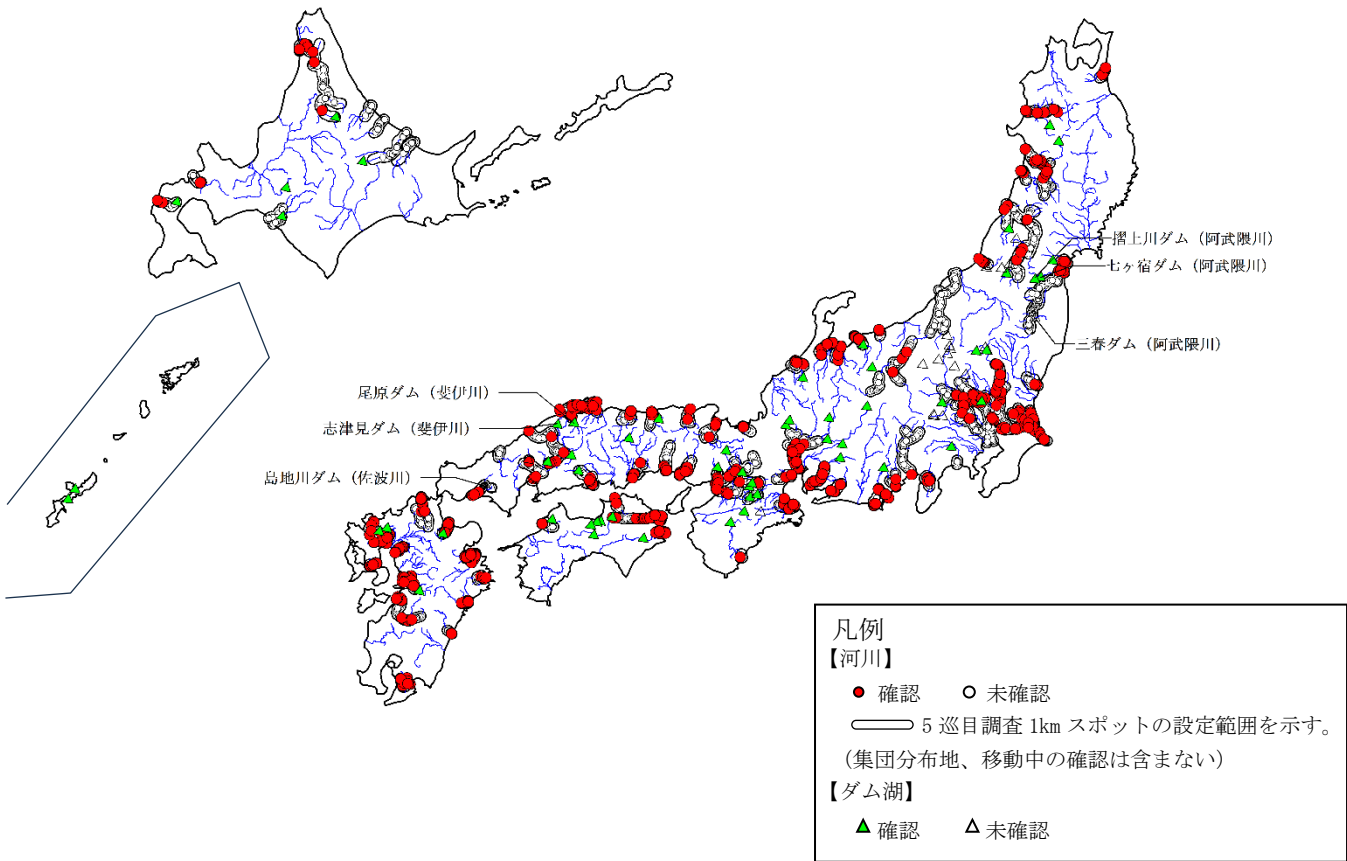 摺上川ダム（阿武隈川）
七ヶ宿ダム（阿武隈川）
三春ダム（阿武隈川）
尾原ダム（斐伊川）
志津見ダム（斐伊川）
島地川ダム（佐波川）
凡例
【河川】
確認 未確認
5 巡目調査 1km スポットの設定範囲を示す。
（集団分布地、移動中の確認は含まない）
【ダム湖】
確認 未確認